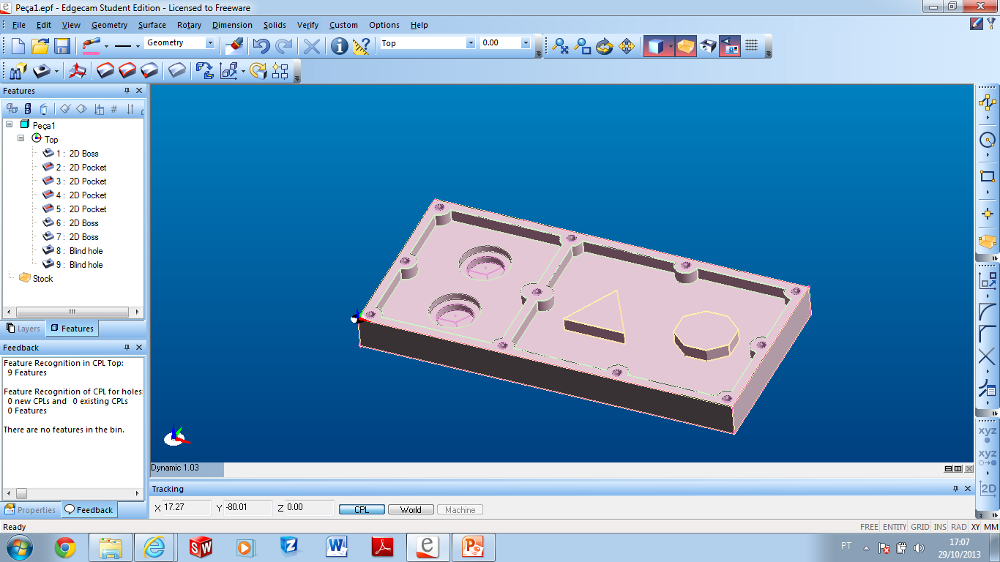 Peça1.epf - Edgecam Student Edition - Licensed to Freeware
File Edit View Geometry Surface Rotary Dimension Solids Verify Custom Options Help
Geometry Top 0.00
Features
Peça1
Top
1 : 2D Boss
2 : 2D Pocket
3 : 2D Pocket
4 : 2D Pocket
5 : 2D Pocket
6 : 2D Boss
7 : 2D Boss
8 : Blind hole
9 : Blind hole
Stock
Layers Features
Feedback
Feature Recognition in CPL Top:
9 Features
Feature Recognition of CPL for holes:
0 new CPLs and 0 existing CPLs
0 Features
There are no features in the bin.
Properties Feedback
xyz
xyz
2D
Dynamic 1.03
Tracking
X 17.27 Y -80.01 Z 0.00 CPL World Machine
Ready FREE ENTITY GRID INS RAD XY MM
PT 17:07
29/10/2013